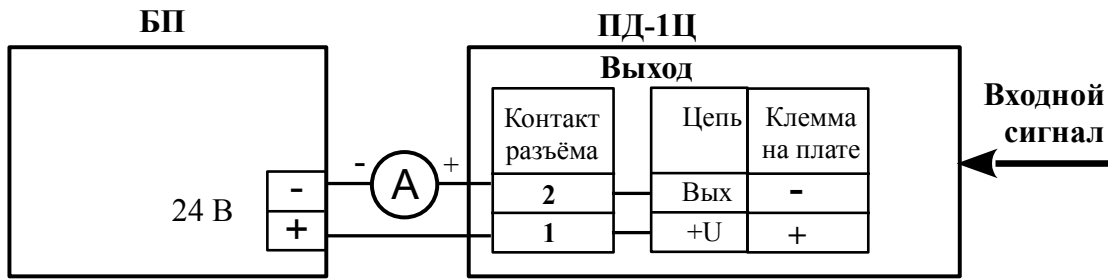 БП
ПД-1Ц
Выход
Входной
сигнал
Контакт
разъёма
Цепь
Клемма
на плате
- A +
24 В
-
+
2
Вых
-
1
+U
+